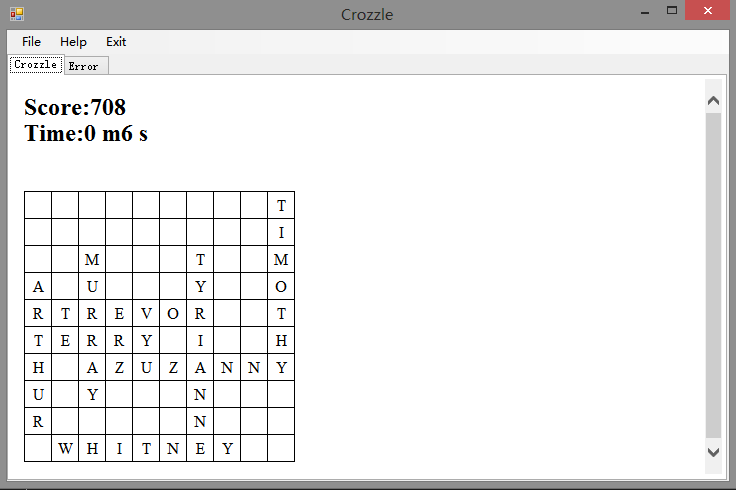 Crozzle
File Help Exit
Crozzle Error
Score:708
Time:0 m6 s
T
I
M T M
A U Y O
R T R R E V O R T
T E R R Y I H
H A Z U Z A N N Y
U Y N
R N
W H I T N E Y